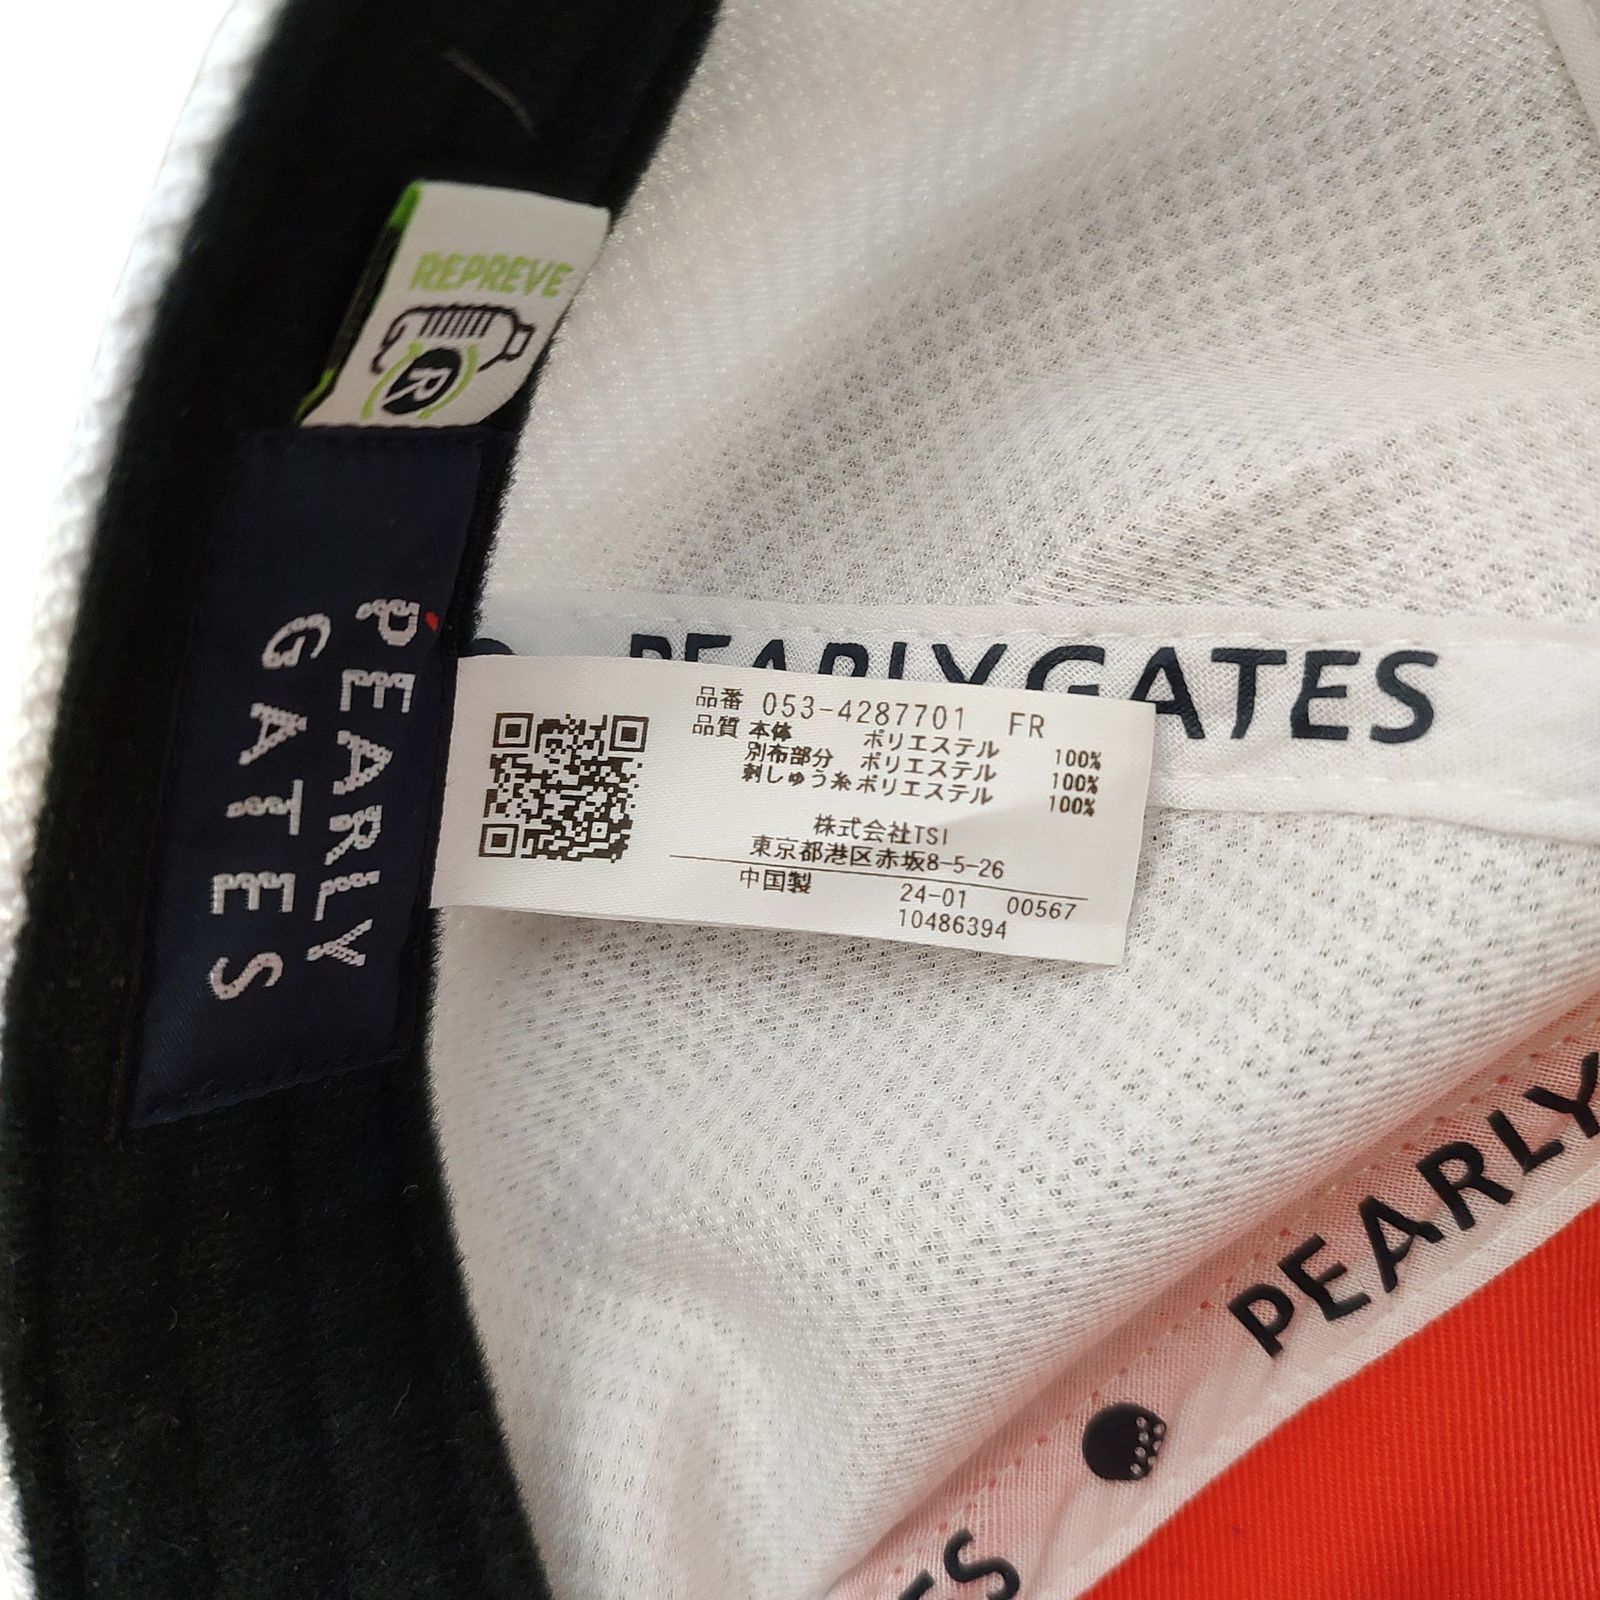 REPREVE
R
PEARLY
GATES
PEARLY GATES
品番 053-4287701 FR
品質 本体 ポリエステル 100%
別布部分 ポリエステル 100%
刺しゅう糸 ポリエステル 100%
株式会社TSI
東京都港区赤坂8-5-26
中国製 24-01 00567
10486394
PEARLY